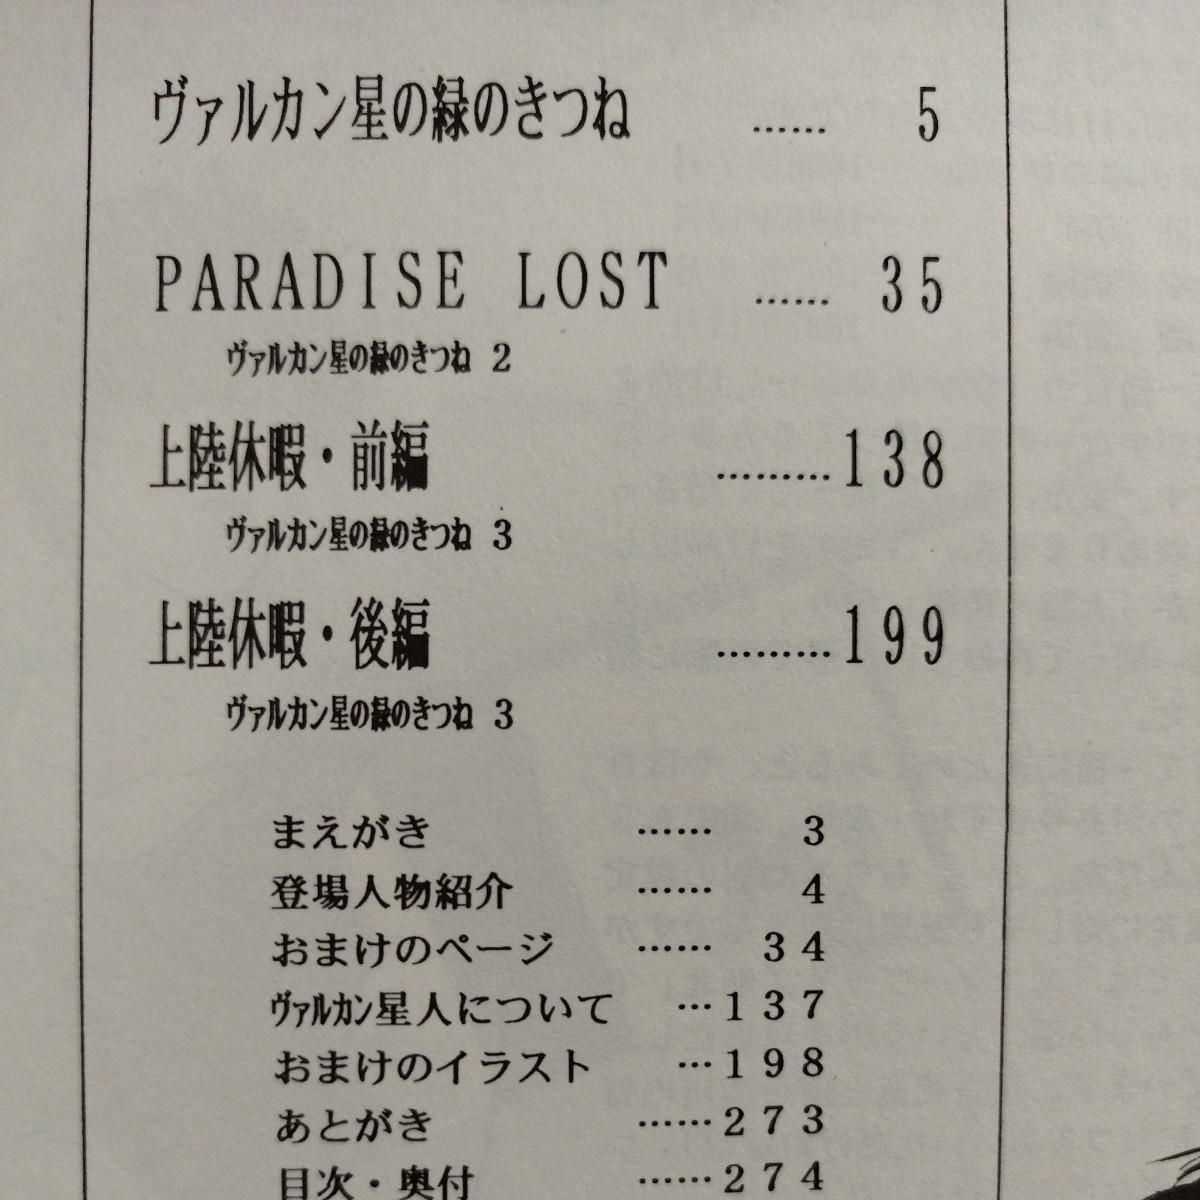 ヴァルカン星の緑のきつね …… 5
PARADISE LOST …… 35
ヴァルカン星の緑のきつね 2
上陸休暇・前編 ………138
ヴァルカン星の緑のきつね 3
上陸休暇・後編 ………199
ヴァルカン星の緑のきつね 3
まえがき …… 3
登場人物紹介 …… 4
おまけのページ …… 34
ヴァルカン星人について …137
おまけのイラスト …198
あとがき ……273
目次・奥付 ……274